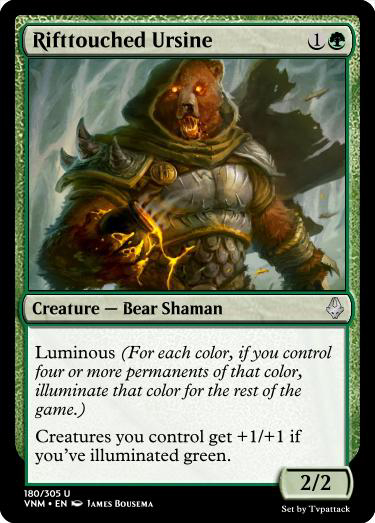 Rifttouched Ursine 1
Creature — Bear Shaman
Luminous (For each color, if you control
four or more permanents of that color,
illuminate that color for the rest of the
game.)
Creatures you control get +1/+1 if
you've illuminated green.
2/2
180/305 U
VNM • EN JAMES BOUSEMA
Set by Tvpattack